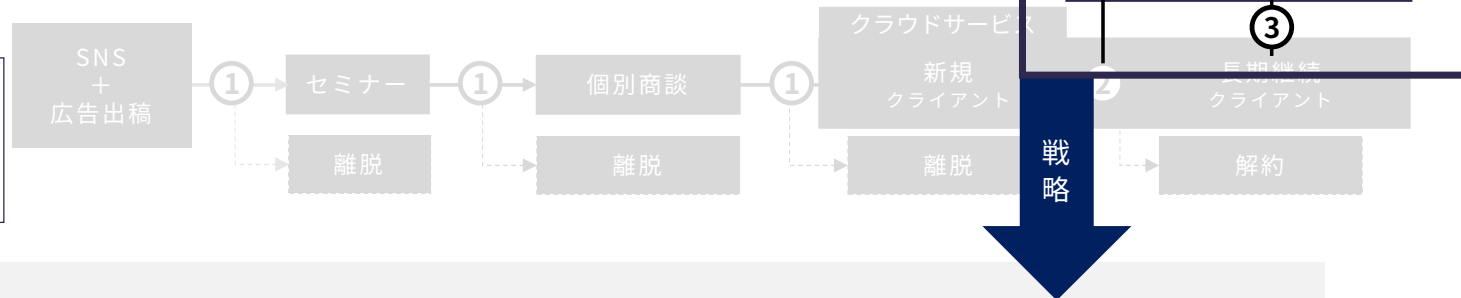 SNS
+
広告出稿
①
セミナー
①
個別商談
①
クラウドサービス
新規
クライアント
2
③
長期継続
クライアント
離脱
離脱
離脱
解約
戦
略